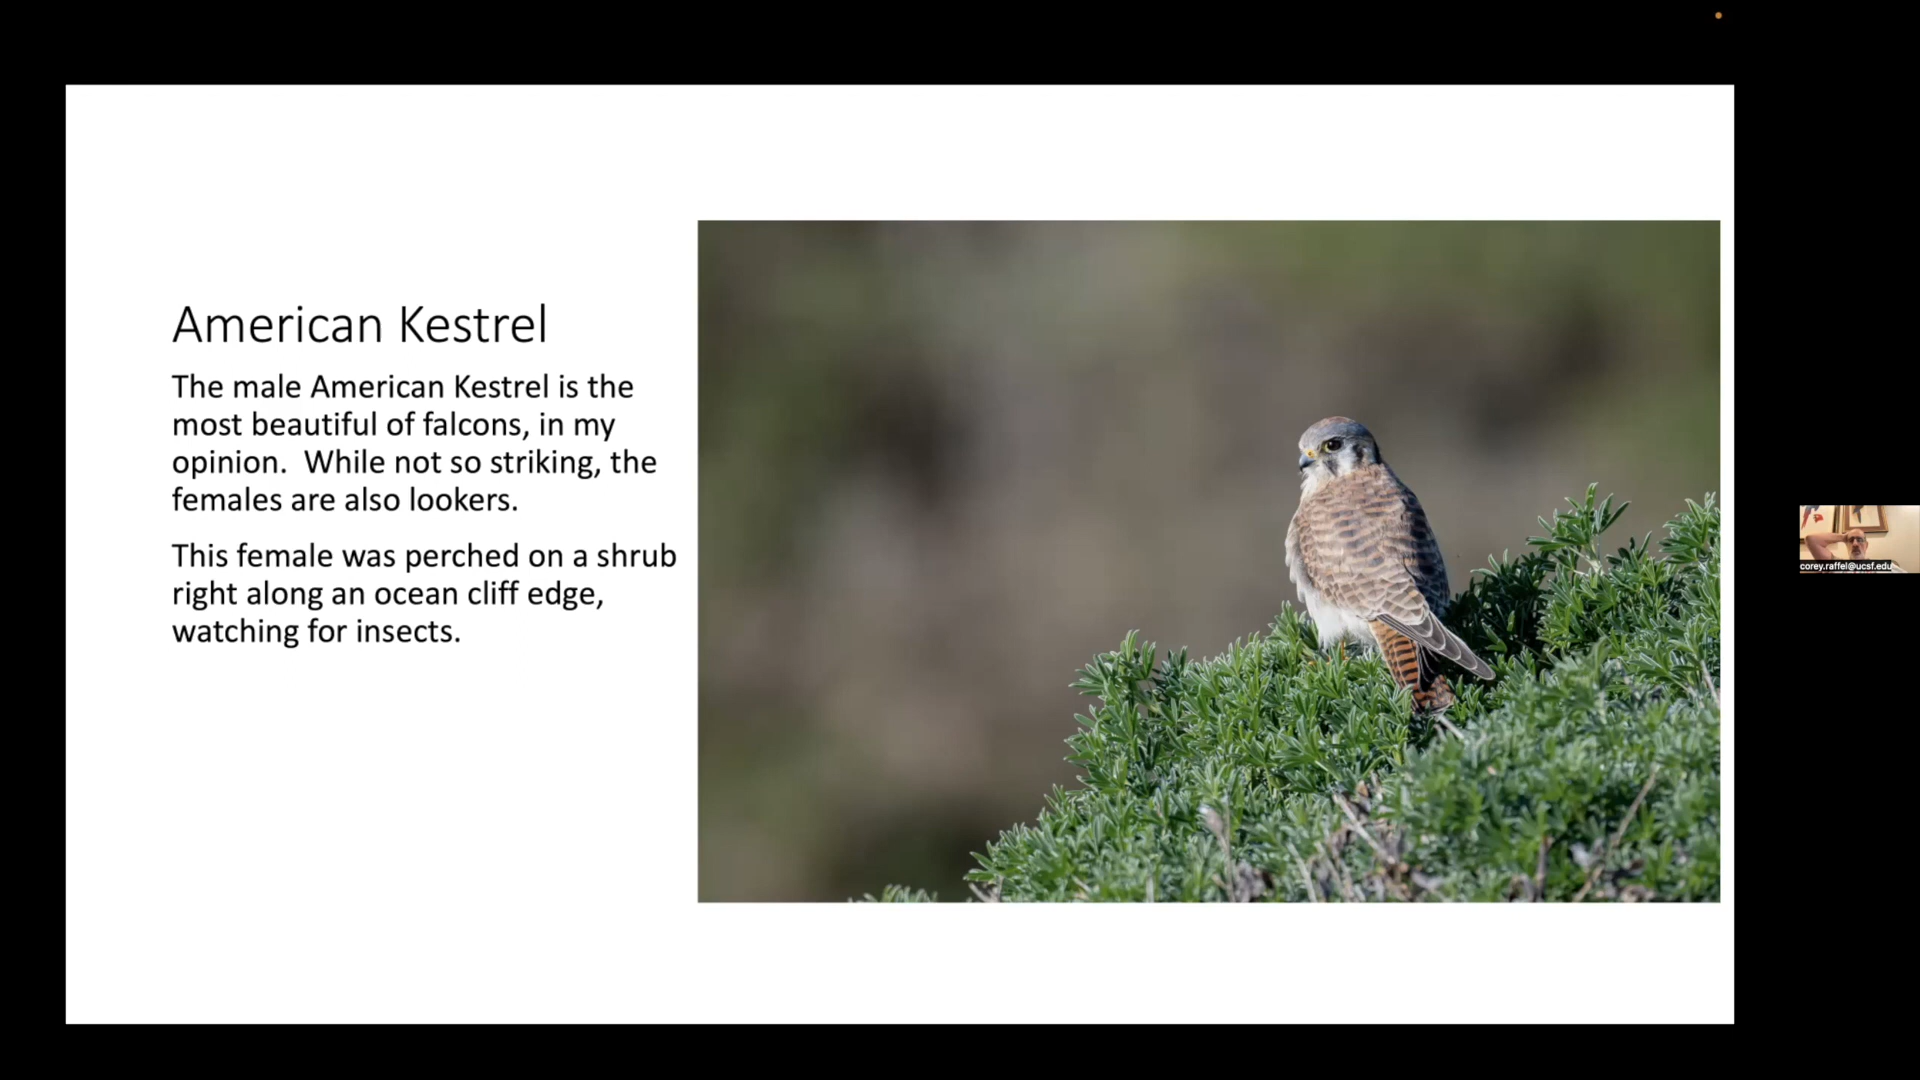 American Kestrel
The male American Kestrel is the
most beautiful of falcons, in my
opinion.  While not so striking, the
females are also lookers.
This female was perched on a shrub
right along an ocean cliff edge,
watching for insects.
corey.raffel@ucsf.edu